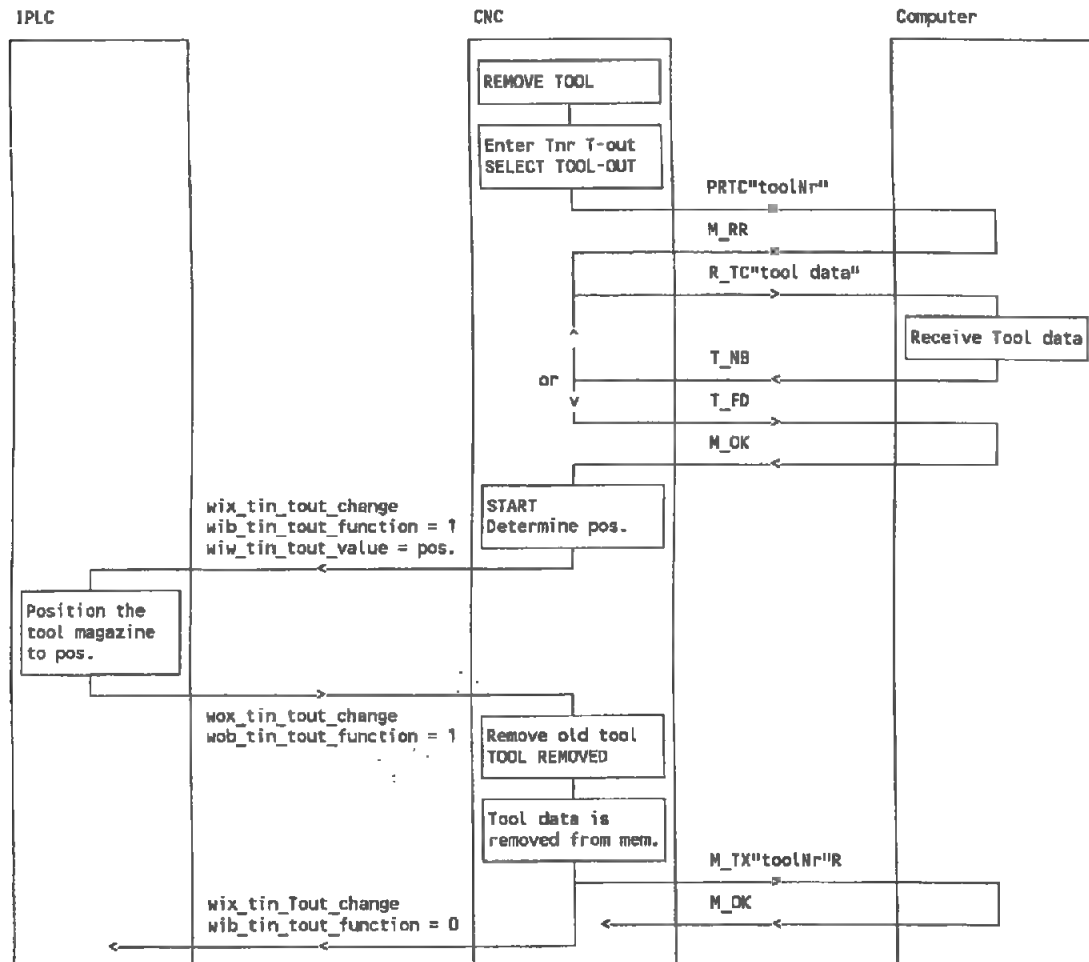 IPLC
CNC
Computer
REMOVE TOOL
Enter Tnr T-out
SELECT TOOL-OUT
PRTC"toolNr"
M_RR
R_TC"tool data"
Receive Tool data
T_NB
or
T_FD
M_OK
START
Determine pos.
wix_tin_tout_change
wib_tin_tout_function = 1
wiw_tin_tout_value = pos.
Position the
tool magazine
to pos.
wox_tin_tout_change
wob_tin_tout_function = 1
Remove old tool
TOOL REMOVED
Tool data is
removed from mem.
M_TX"toolNr"R
M_OK
wix_tin_Tout_change
wib_tin_tout_function = 0